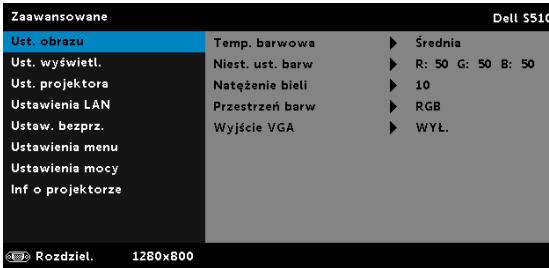 Zaawansowane Dell S510
Ust. obrazu Temp. barwowa Średnia
Ust. wyświetl. Niest. ust. barw R: 50 G: 50 B: 50
Ust. projektora Natężenie bieli 10
Ustawienia LAN Przestrzeń barw RGB
Ustaw. bezprz. Wyjście VGA WYŁ.
Ustawienia menu
Ustawienia mocy
Inf o projektorze
Rozdziel. 1280x800